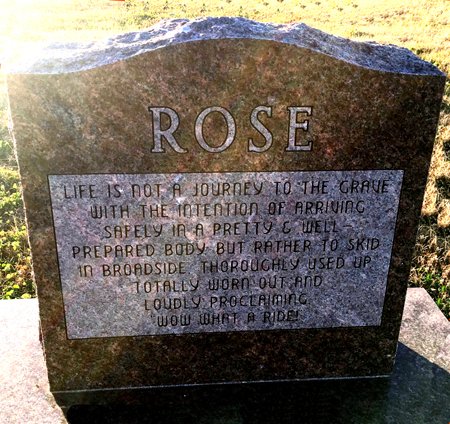 ROSE
LIFE IS NOT A JOURNEY TO THE GRAVE
WITH THE INTENTION OF ARRIVING
SAFELY IN A PRETTY & WELL-
PREPARED BODY BUT RATHER TO SKID
IN BROADSIDE THOROUGHLY USED UP
TOTALLY WORN OUT AND
LOUDLY PROCLAIMING
"WOW WHAT A RIDE!"